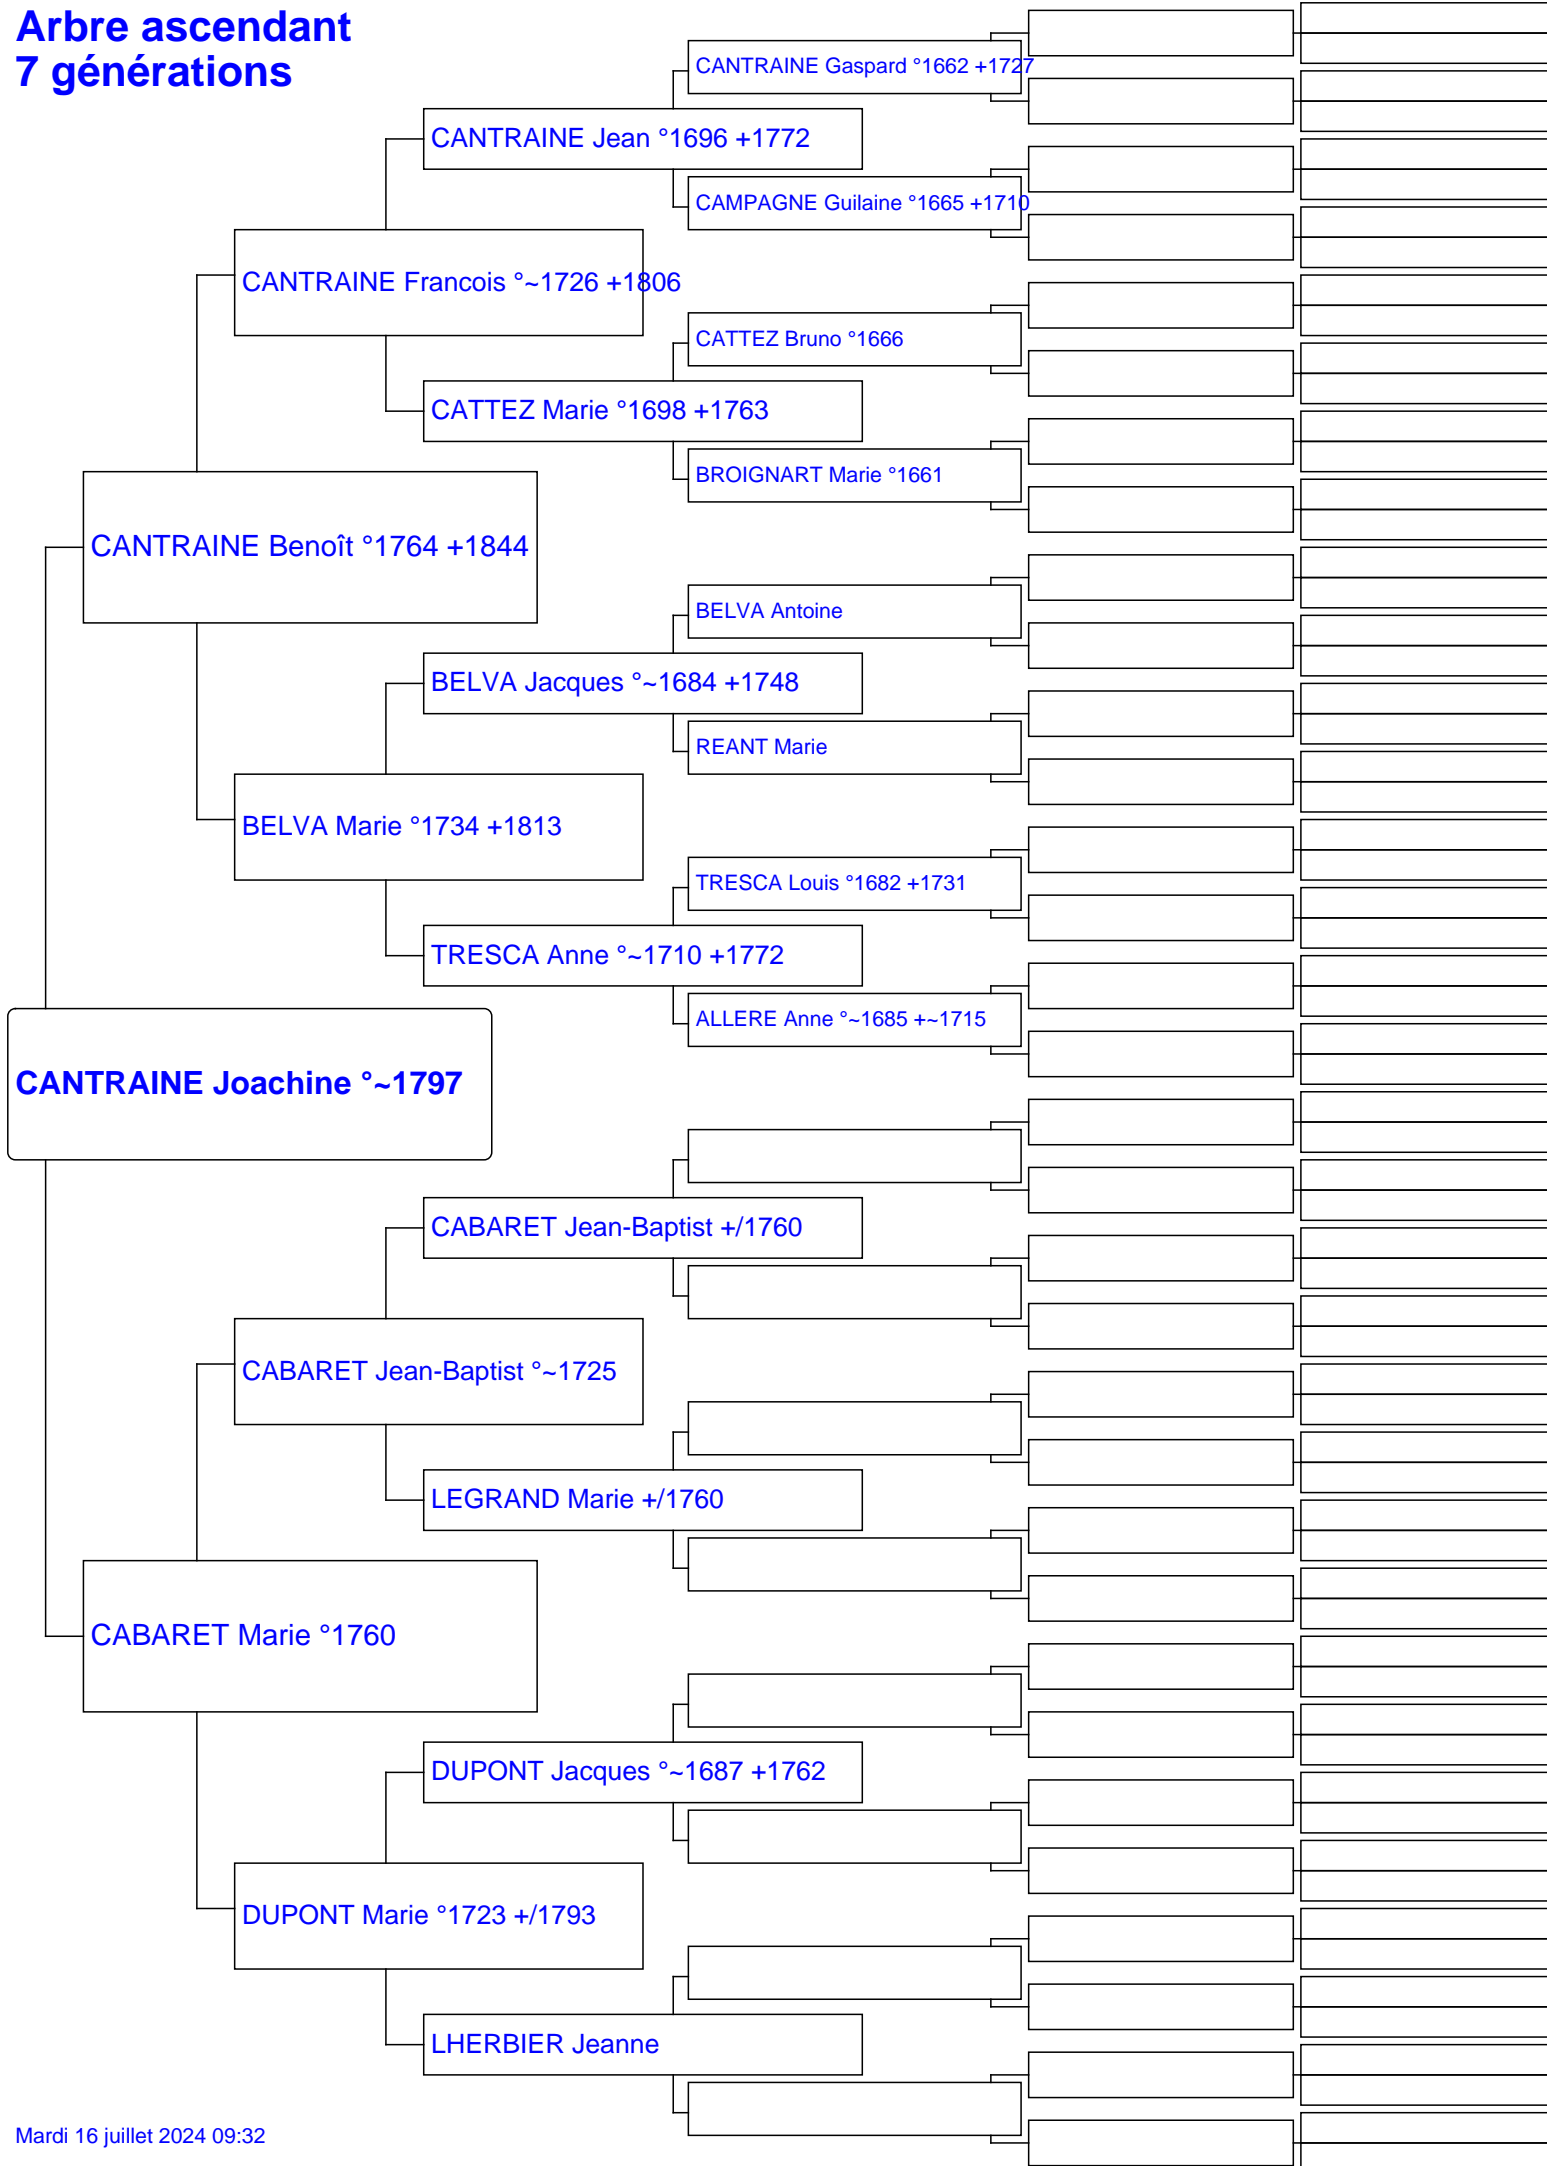 Arbre ascendant
7 générations
CANTRAINE Gaspard °1662 +1727
CANTRAINE Jean °1696 +1772
CAMPAGNE Guilaine °1665 +1710
CANTRAINE Francois °~1726 +1806
CATTEZ Bruno °1666
CATTEZ Marie °1698 +1763
BROIGNART Marie °1661
CANTRAINE Benoît °1764 +1844
BELVA Antoine
BELVA Jacques °~1684 +1748
REANT Marie
BELVA Marie °1734 +1813
TRESCA Louis °1682 +1731
TRESCA Anne °~1710 +1772
ALLERE Anne °~1685 +~1715
CANTRAINE Joachine °~1797
CABARET Jean-Baptist +/1760
CABARET Jean-Baptist °~1725
LEGRAND Marie +/1760
CABARET Marie °1760
DUPONT Jacques °~1687 +1762
DUPONT Marie °1723 +/1793
LHERBIER Jeanne
Mardi 16 juillet 2024 09:32